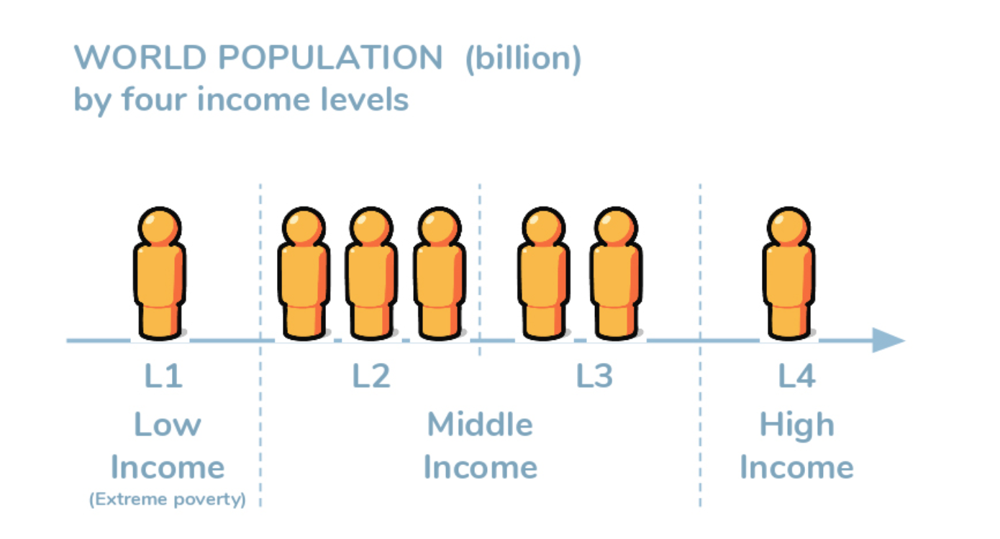 WORLD POPULATION (billion)
by four income levels
L1
L2
L3
L4
Low
Income
(Extreme poverty)
Middle
Income
High
Income